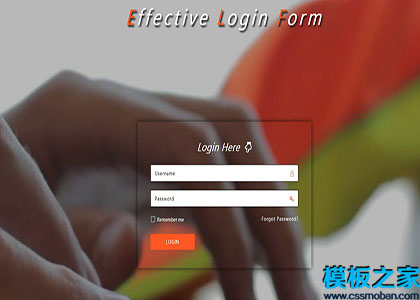 Effective Login Form
Login Here
Username
Password
Remember me
Forgot Password?
LOGIN
模板之家
www.cssmoban.com